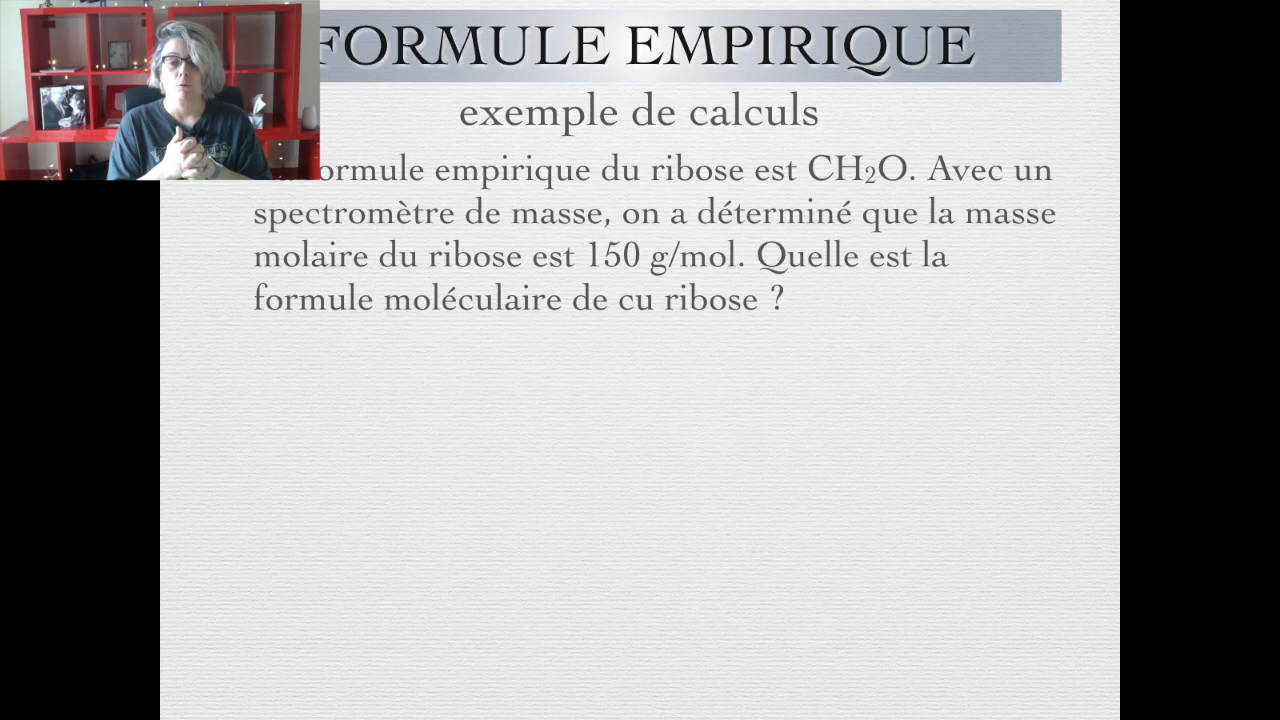 FORMULE EMPIRIQUE
exemple de calculs
formule empirique du ribose est CH₂O. Avec un
spectromètre de masse, on a déterminé que la masse
molaire du ribose est 150 g/mol. Quelle est la
formule moléculaire de cu ribose ?